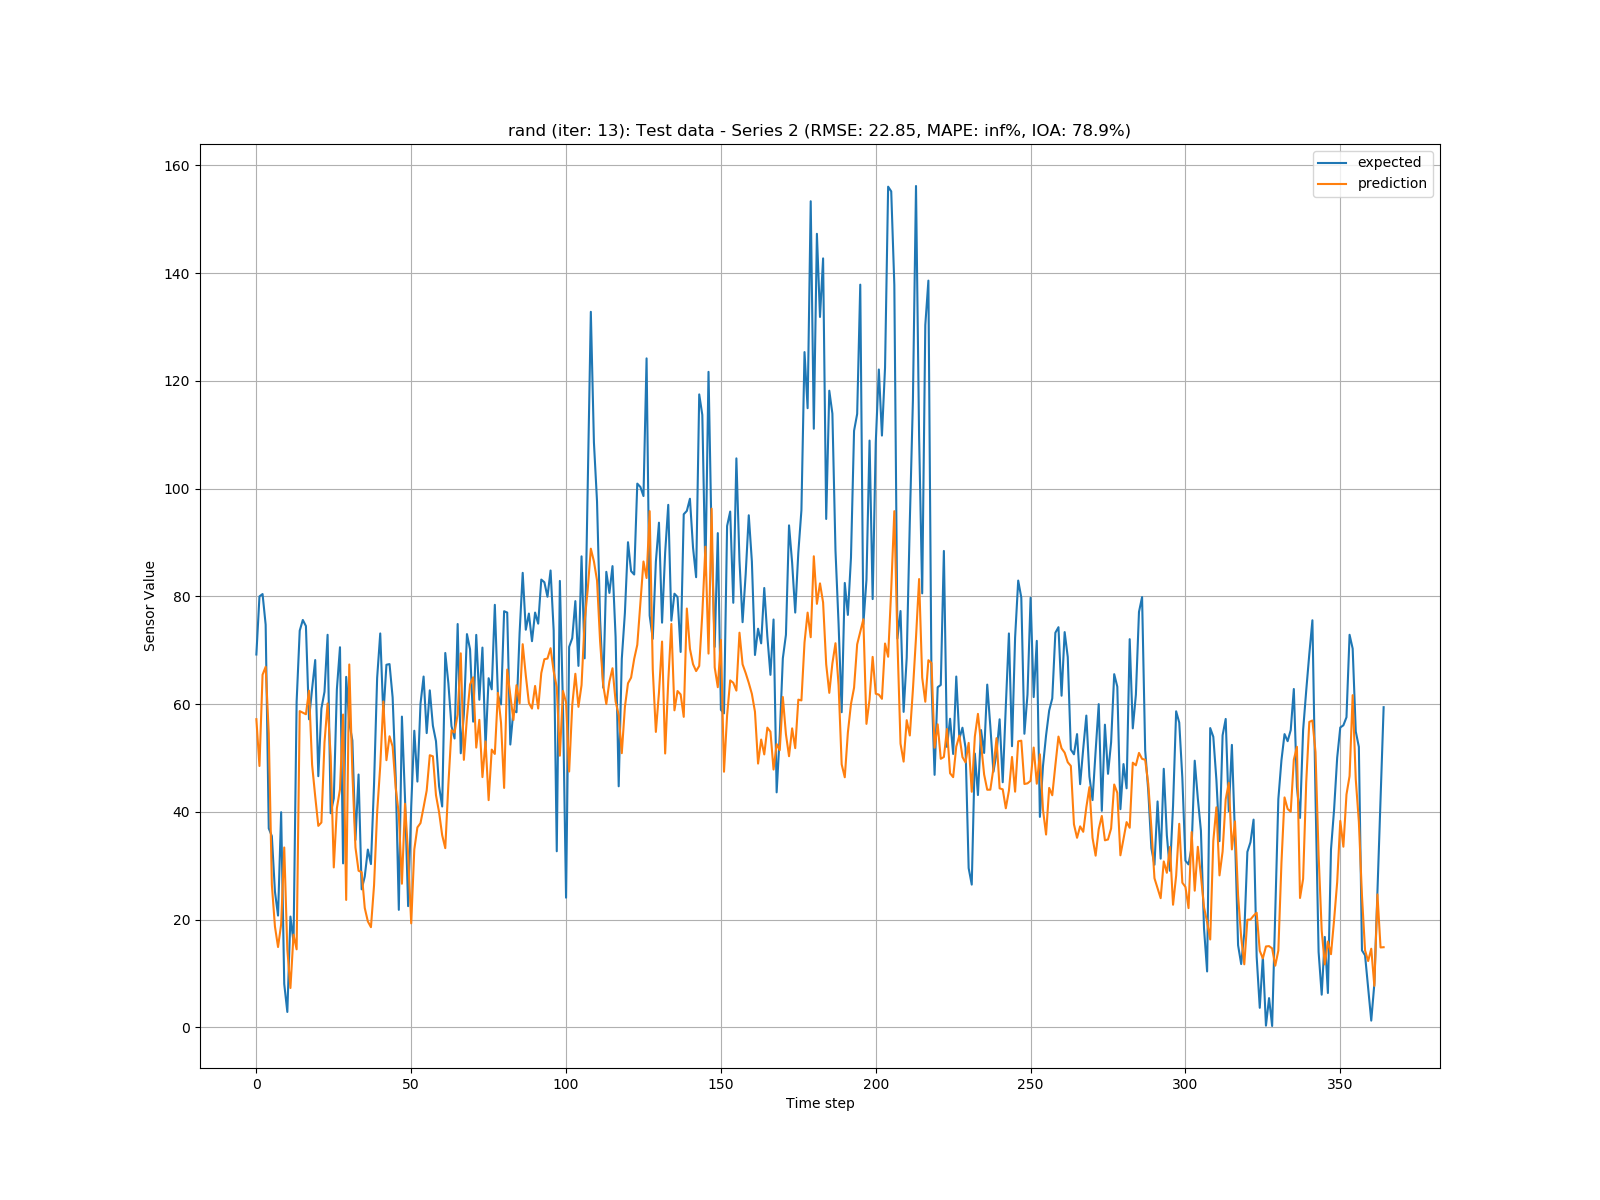 rand (iter: 13): Test data - Series 2 (RMSE: 22.85, MAPE: inf%, IOA: 78.9%)
expected
prediction
160
140
120
100
80
60
40
20
0
Sensor Value
0 50 100 150 200 250 300 350
Time step